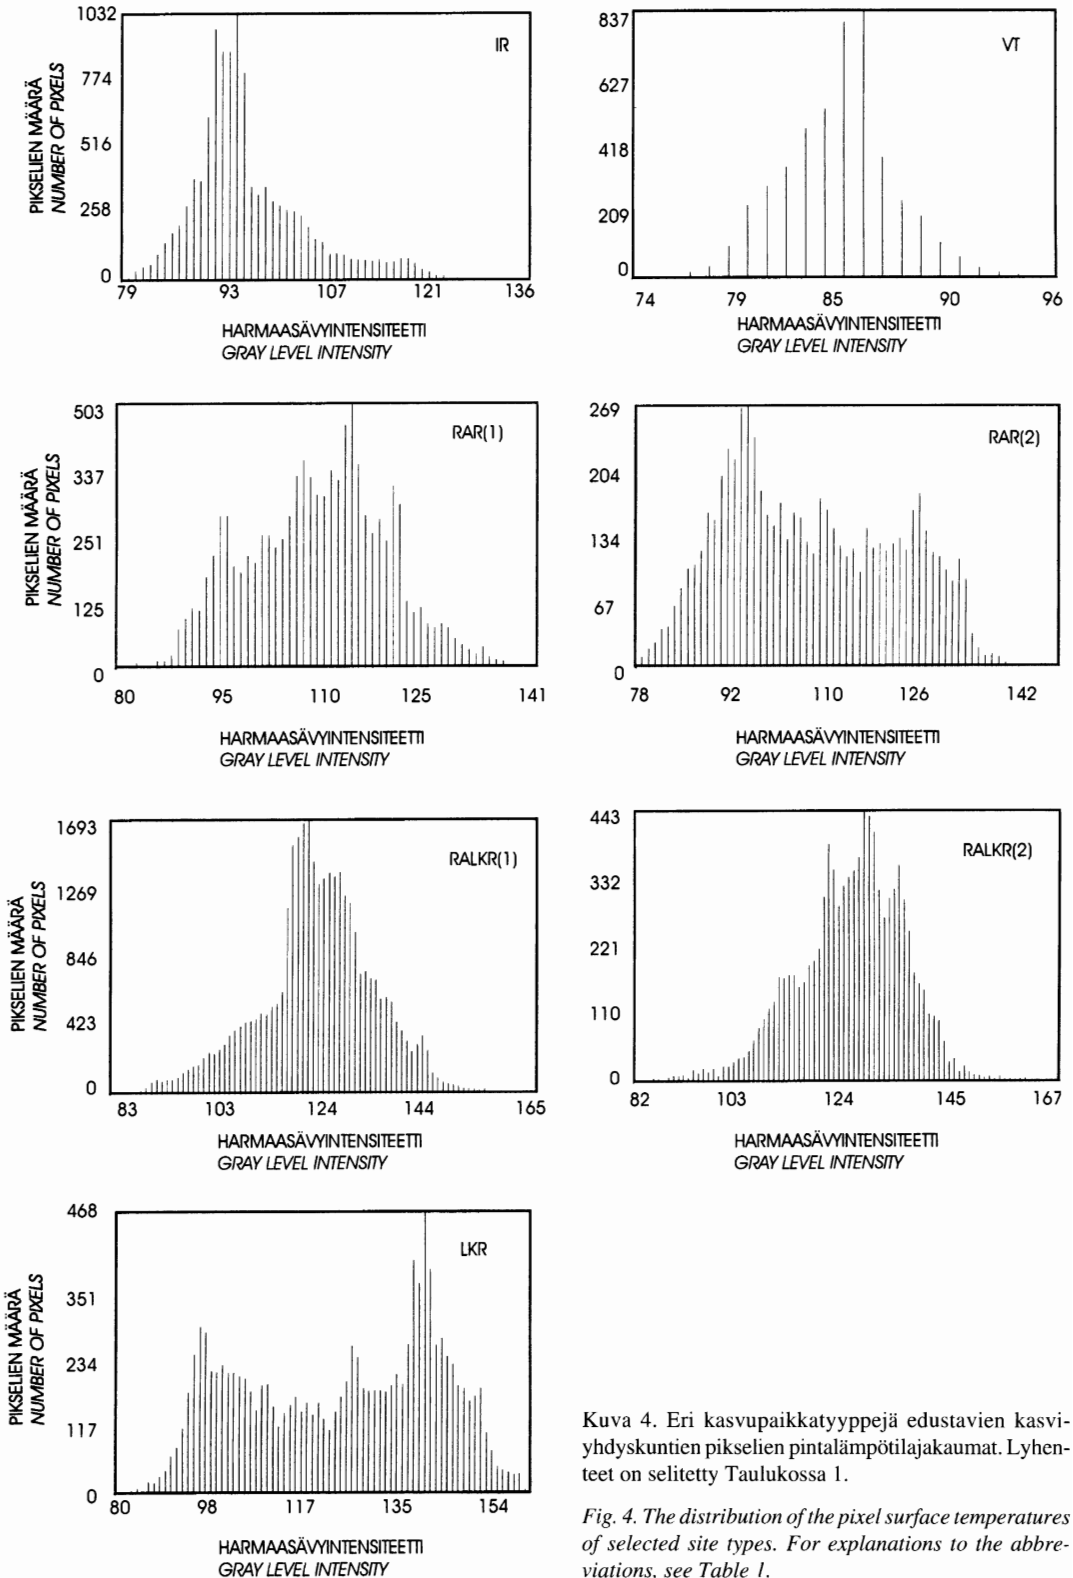 1032
774
516
258
0
PIKSELIEN MÄÄRÄ
NUMBER OF PIXELS
IR
79 93 107 121 136
HARMAASÄVYINTENSITEETTI
GRAY LEVEL INTENSITY
837
627
418
209
0
VT
74 79 85 90 96
HARMAASÄVYINTENSITEETTI
GRAY LEVEL INTENSITY
503
337
251
125
0
PIKSELIEN MÄÄRÄ
NUMBER OF PIXELS
RAR(1)
80 95 110 125 141
HARMAASÄVYINTENSITEETTI
GRAY LEVEL INTENSITY
269
204
134
67
0
RAR(2)
78 92 110 126 142
HARMAASÄVYINTENSITEETTI
GRAY LEVEL INTENSITY
1693
1269
846
423
0
PIKSELIEN MÄÄRÄ
NUMBER OF PIXELS
RALKR(1)
83 103 124 144 165
HARMAASÄVYINTENSITEETTI
GRAY LEVEL INTENSITY
443
332
221
110
0
RALKR(2)
82 103 124 145 167
HARMAASÄVYINTENSITEETTI
GRAY LEVEL INTENSITY
468
351
234
117
0
PIKSELIEN MÄÄRÄ
NUMBER OF PIXELS
LKR
80 98 117 135 154
HARMAASÄVYINTENSITEETTI
GRAY LEVEL INTENSITY
Kuva 4. Eri kasvupaikkatyyppejä edustavien kasvi-
yhdyskuntien pikselien pintalämpötilajakaumat. Lyhen-
teet on selitetty Taulukossa 1.
Fig. 4. The distribution of the pixel surface temperatures
of selected site types. For explanations to the abbre-
viations, see Table 1.